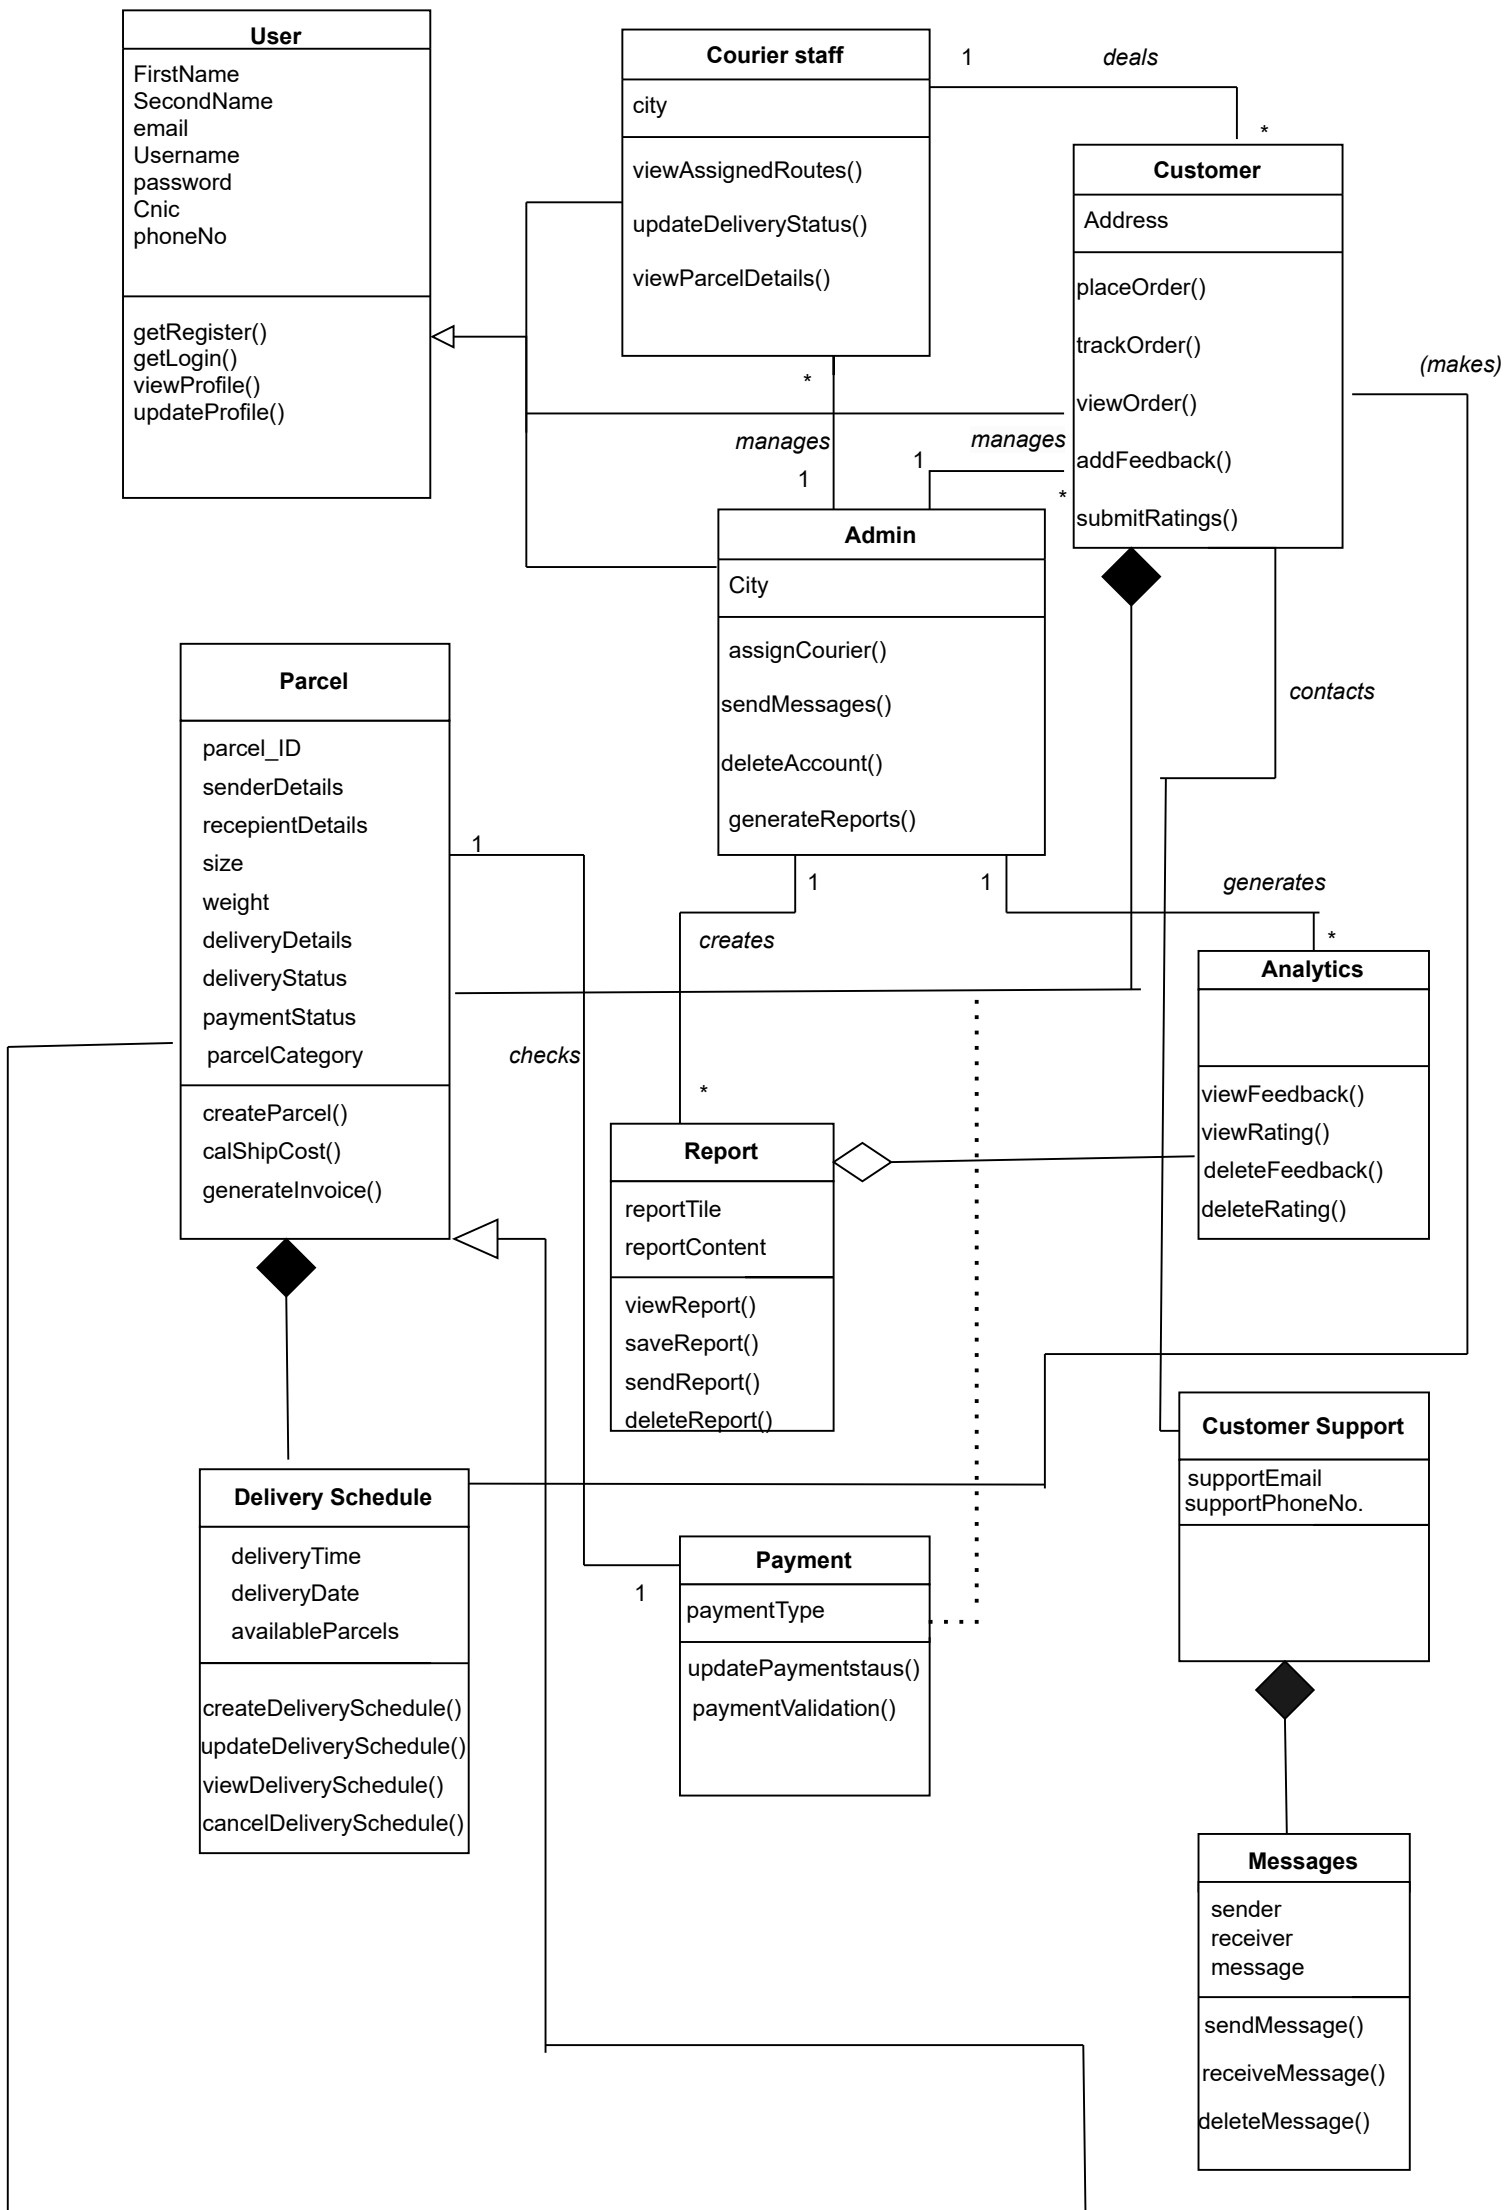 User
FirstName
SecondName
email
Username
password
Cnic
phoneNo
getRegister()
getLogin()
viewProfile()
updateProfile()
Courier staff
city
viewAssignedRoutes()
updateDeliveryStatus()
viewParcelDetails()
1
deals
*
Customer
Address
placeOrder()
trackOrder()
viewOrder()
addFeedback()
submitRatings()
(makes)
*
manages
1
manages
1
*
Admin
City
assignCourier()
sendMessages()
deleteAccount()
generateReports()
contacts
Parcel
parcel_ID
senderDetails
recepientDetails
size
weight
deliveryDetails
deliveryStatus
paymentStatus
parcelCategory
createParcel()
calShipCost()
generateInvoice()
1
checks
1
creates
*
1
generates
*
Analytics
viewFeedback()
viewRating()
deleteFeedback()
deleteRating()
Report
reportTile
reportContent
viewReport()
saveReport()
sendReport()
deleteReport()
Customer Support
supportEmail
supportPhoneNo.
Delivery Schedule
deliveryTime
deliveryDate
availableParcels
createDeliverySchedule()
updateDeliverySchedule()
viewDeliverySchedule()
cancelDeliverySchedule()
1
Payment
paymentType
updatePaymentstaus()
paymentValidation()
Messages
sender
receiver
message
sendMessage()
receiveMessage()
deleteMessage()